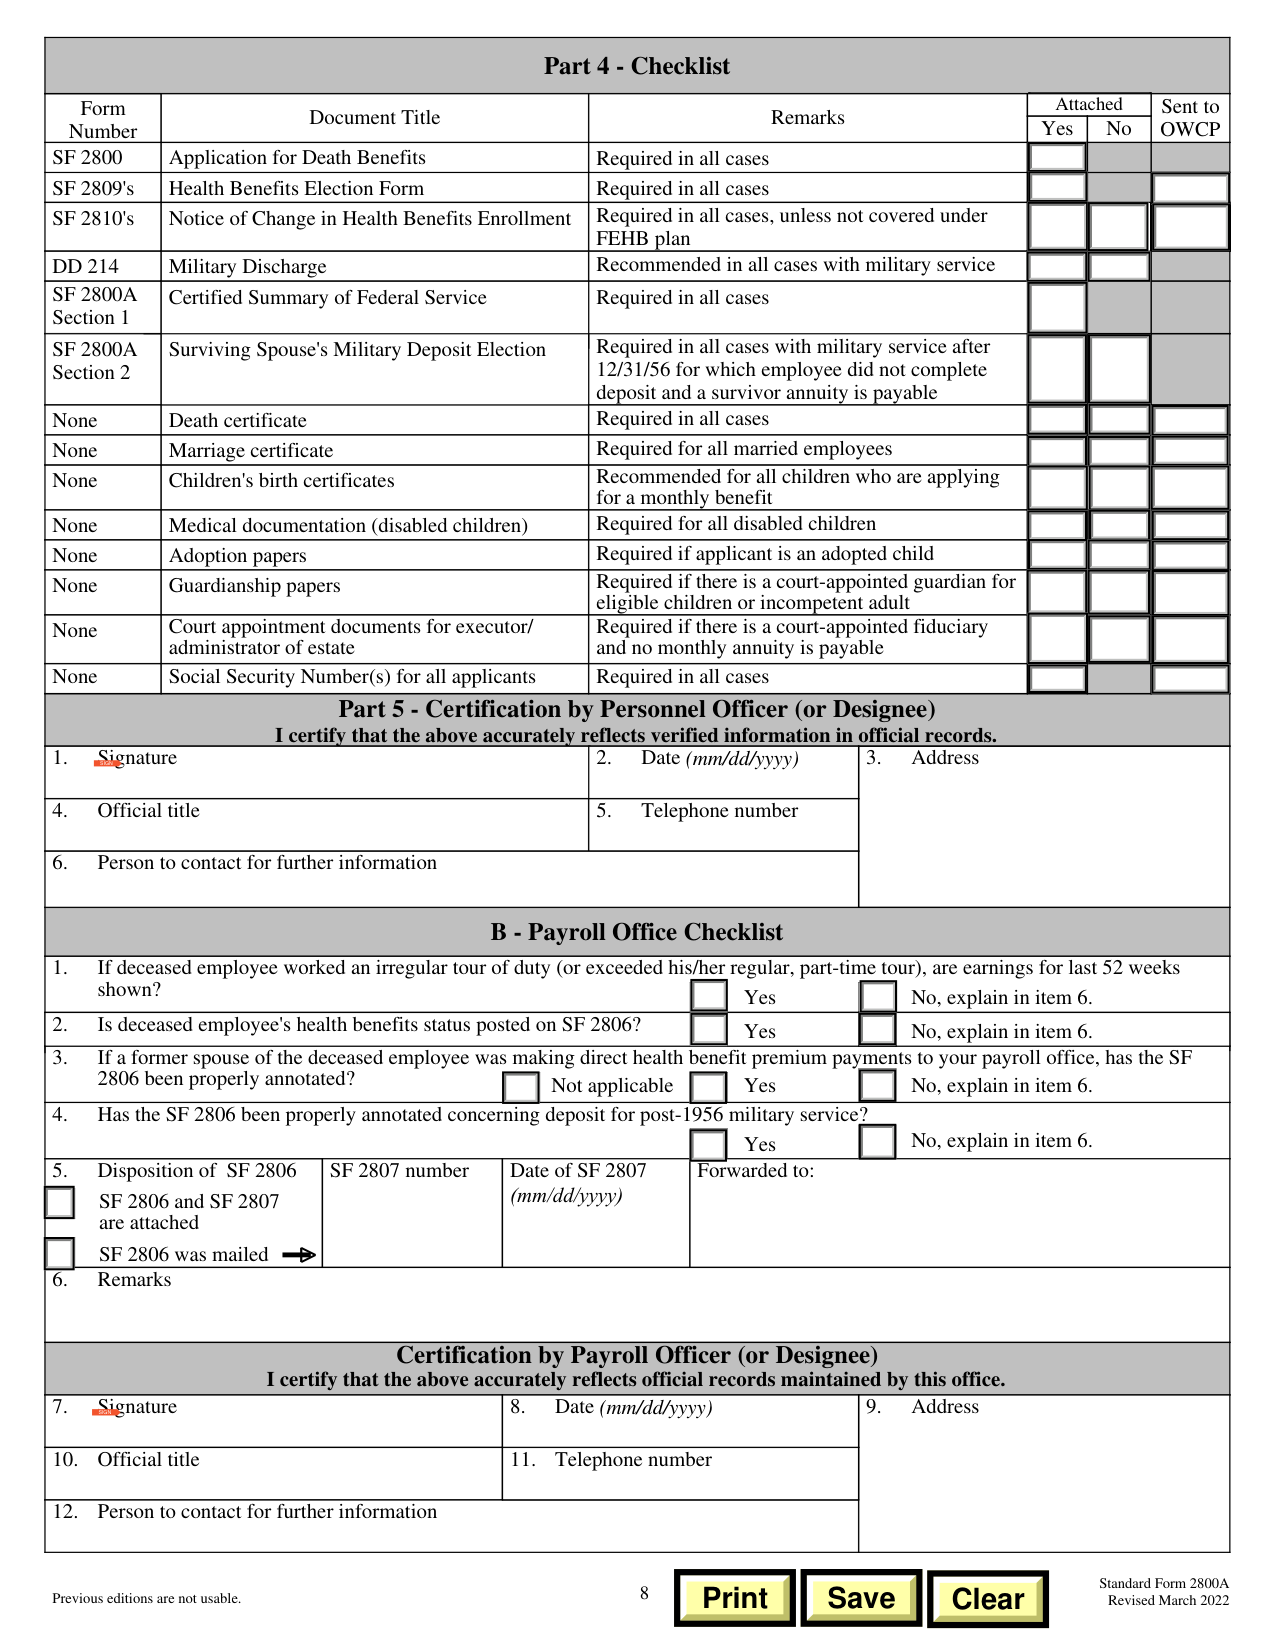 Part 4 - Checklist
Form Number Document Title Remarks Attached Yes No Sent to OWCP
SF 2800 Application for Death Benefits Required in all cases
SF 2809's Health Benefits Election Form Required in all cases
SF 2810's Notice of Change in Health Benefits Enrollment Required in all cases, unless not covered under
FEHB plan
DD 214 Military Discharge Recommended in all cases with military service
SF 2800A Certified Summary of Federal Service Required in all cases
Section 1
SF 2800A Surviving Spouse's Military Deposit Election Required in all cases with military service after
Section 2 12/31/56 for which employee did not complete
deposit and a survivor annuity is payable
None Death certificate Required in all cases
None Marriage certificate Required for all married employees
None Children's birth certificates Recommended for all children who are applying
for a monthly benefit
None Medical documentation (disabled children) Required for all disabled children
None Adoption papers Required if applicant is an adopted child
None Guardianship papers Required if there is a court-appointed guardian for
eligible children or incompetent adult
None Court appointment documents for executor/ Required if there is a court-appointed fiduciary
administrator of estate and no monthly annuity is payable
None Social Security Number(s) for all applicants Required in all cases
Part 5 - Certification by Personnel Officer (or Designee)
I certify that the above accurately reflects verified information in official records.
1. Signature 2. Date (mm/dd/yyyy) 3. Address
4. Official title 5. Telephone number
6. Person to contact for further information
B - Payroll Office Checklist
1. If deceased employee worked an irregular tour of duty (or exceeded his/her regular, part-time tour), are earnings for last 52 weeks
shown? Yes No, explain in item 6.
2. Is deceased employee's health benefits status posted on SF 2806? Yes No, explain in item 6.
3. If a former spouse of the deceased employee was making direct health benefit premium payments to your payroll office, has the SF
2806 been properly annotated? Not applicable Yes No, explain in item 6.
4. Has the SF 2806 been properly annotated concerning deposit for post-1956 military service?
Yes No, explain in item 6.
5. Disposition of SF 2806 SF 2807 number Date of SF 2807 Forwarded to:
(mm/dd/yyyy)
SF 2806 and SF 2807
are attached
SF 2806 was mailed
6. Remarks
Certification by Payroll Officer (or Designee)
I certify that the above accurately reflects official records maintained by this office.
7. Signature 8. Date (mm/dd/yyyy) 9. Address
10. Official title 11. Telephone number
12. Person to contact for further information
Previous editions are not usable. 8 Print Save Clear Standard Form 2800A
Revised March 2022